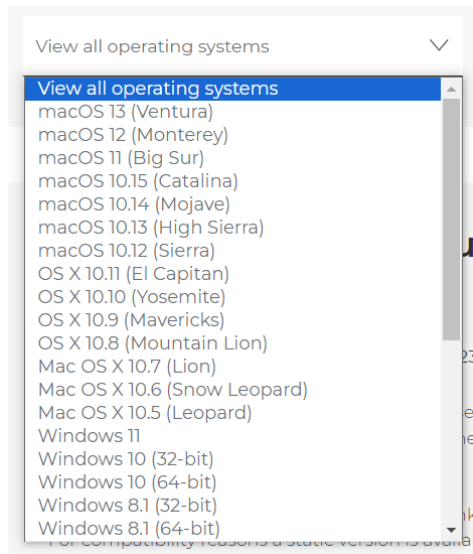 View all operating systems
View all operating systems
macOS 13 (Ventura)
macOS 12 (Monterey)
macOS 11 (Big Sur)
macOS 10.15 (Catalina)
macOS 10.14 (Mojave)
macOS 10.13 (High Sierra)
macOS 10.12 (Sierra)
OS X 10.11 (El Capitan)
OS X 10.10 (Yosemite)
OS X 10.9 (Mavericks)
OS X 10.8 (Mountain Lion)
Mac OS X 10.7 (Lion)
Mac OS X 10.6 (Snow Leopard)
Mac OS X 10.5 (Leopard)
Windows 11
Windows 10 (32-bit)
Windows 10 (64-bit)
Windows 8.1 (32-bit)
Windows 8.1 (64-bit)
For compatibility reasons a static version is